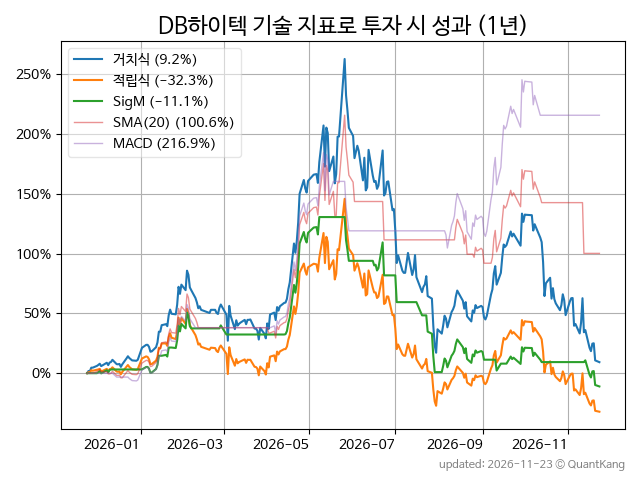 DB하이텍 기술 지표로 투자 시 성과 (1년)
거치식 (9.2%)
적립식 (-32.3%)
SigM (-11.1%)
SMA(20) (100.6%)
MACD (216.9%)
250%
200%
150%
100%
50%
0%
2026-01 2026-03 2026-05 2026-07 2026-09 2026-11
updated: 2026-11-23 © QuantKang